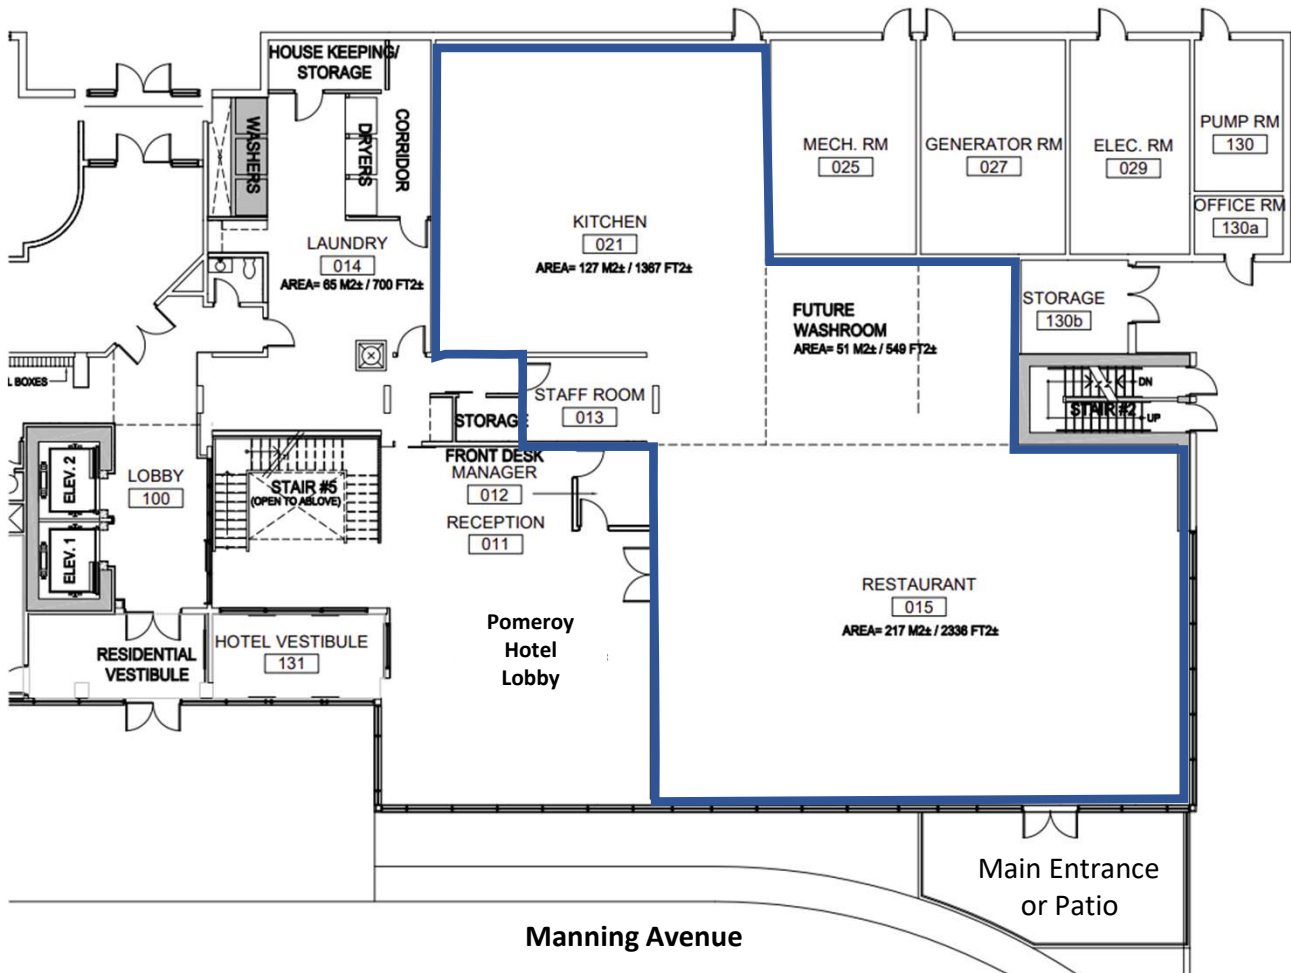 HOUSE KEEPING/
STORAGE
WASHERS
DRYERS
CORRIDOR
LAUNDRY
014
AREA= 65 M2± / 700 FT2±
KITCHEN
021
AREA= 127 M2± / 1367 FT2±
MECH. RM
025
GENERATOR RM
027
ELEC. RM
029
PUMP RM
130
OFFICE RM
130a
FUTURE
WASHROOM
AREA= 51 M2± / 549 FT2±
STORAGE
130b
DN
STAIR #2
UP
L BOXES
STAFF ROOM
013
STORAGE
FRONT DESK
MANAGER
012
RECEPTION
011
ELEV. 2
ELEV. 1
LOBBY
100
STAIR #5
(OPEN TO ABLOVE)
RESTAURANT
015
AREA= 217 M2± / 2336 FT2±
Pomeroy
Hotel
Lobby
RESIDENTIAL
VESTIBULE
HOTEL VESTIBULE
131
Main Entrance
or Patio
Manning Avenue